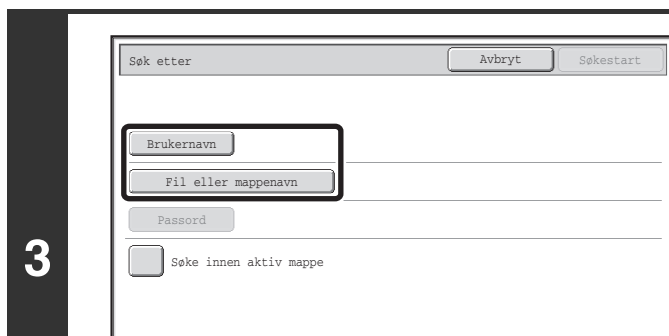 Søk etter
Avbryt
Søkestart
Brukernavn
Fil eller mappenavn
Passord
3
Søke innen aktiv mappe